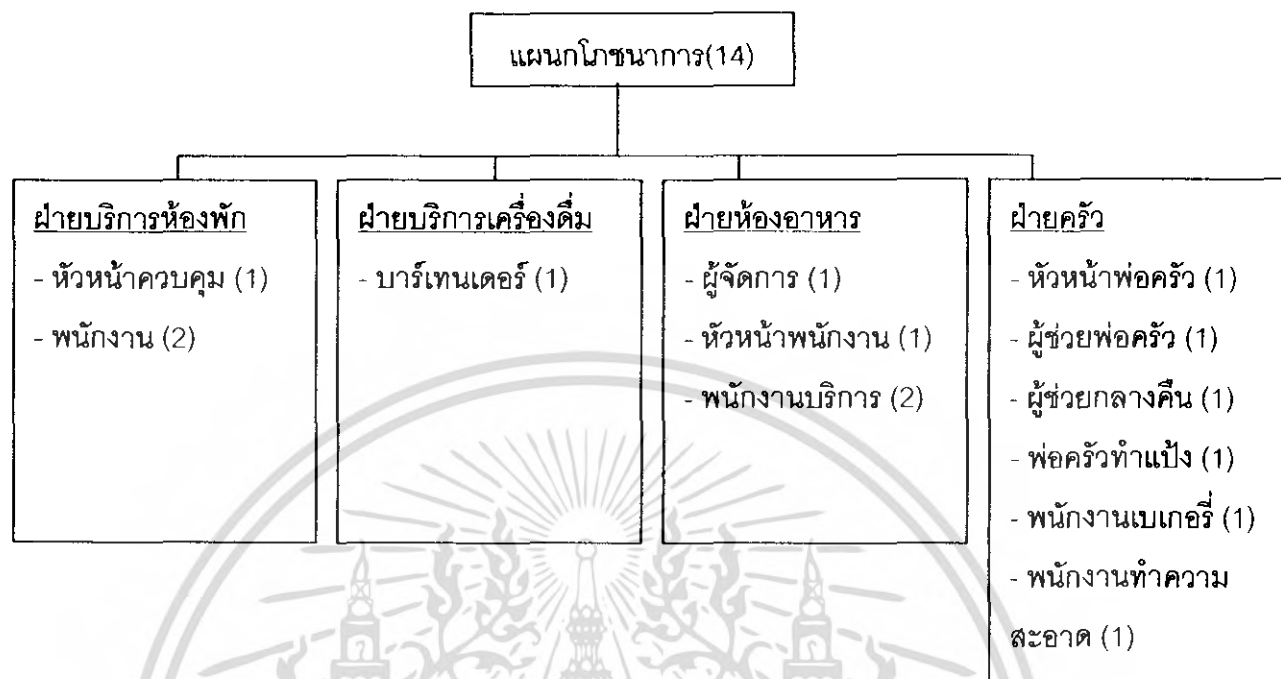 แผนกโภชนาการ(14)
ฝ่ายบริการห้องพัก
- หัวหน้าควบคุม (1)
- พนักงาน (2)
ฝ่ายบริการเครื่องดื่ม
- บาร์เทนเดอร์ (1)
ฝ่ายห้องอาหาร
- ผู้จัดการ (1)
- หัวหน้าพนักงาน (1)
- พนักงานบริการ (2)
ฝ่ายครัว
- หัวหน้าพ่อครัว (1)
- ผู้ช่วยพ่อครัว (1)
- ผู้ช่วยกลางคืน (1)
- พ่อครัวทำแป้ง (1)
- พนักงานเบเกอรี่ (1)
- พนักงานทำความ
สะอาด (1)